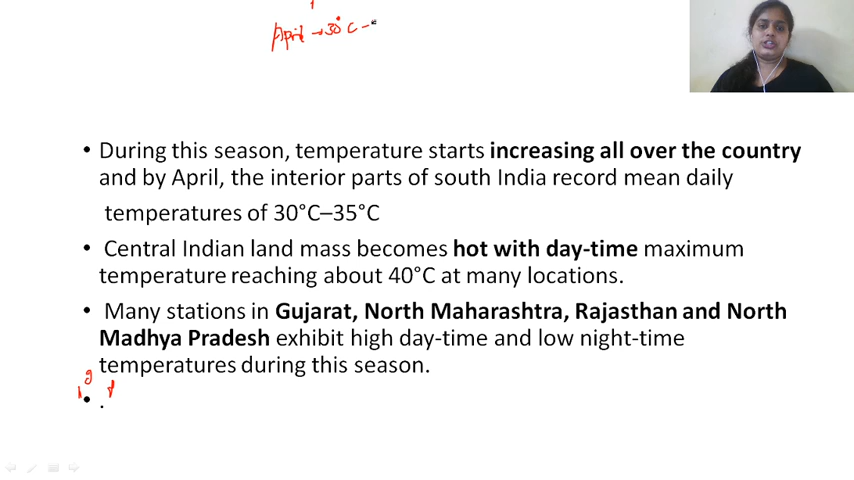 April → 30°C -
• During this season, temperature starts increasing all over the country
and by April, the interior parts of south India record mean daily
temperatures of 30°C–35°C
• Central Indian land mass becomes hot with day-time maximum
temperature reaching about 40°C at many locations.
• Many stations in Gujarat, North Maharashtra, Rajasthan and North
Madhya Pradesh exhibit high day-time and low night-time
temperatures during this season.
• .